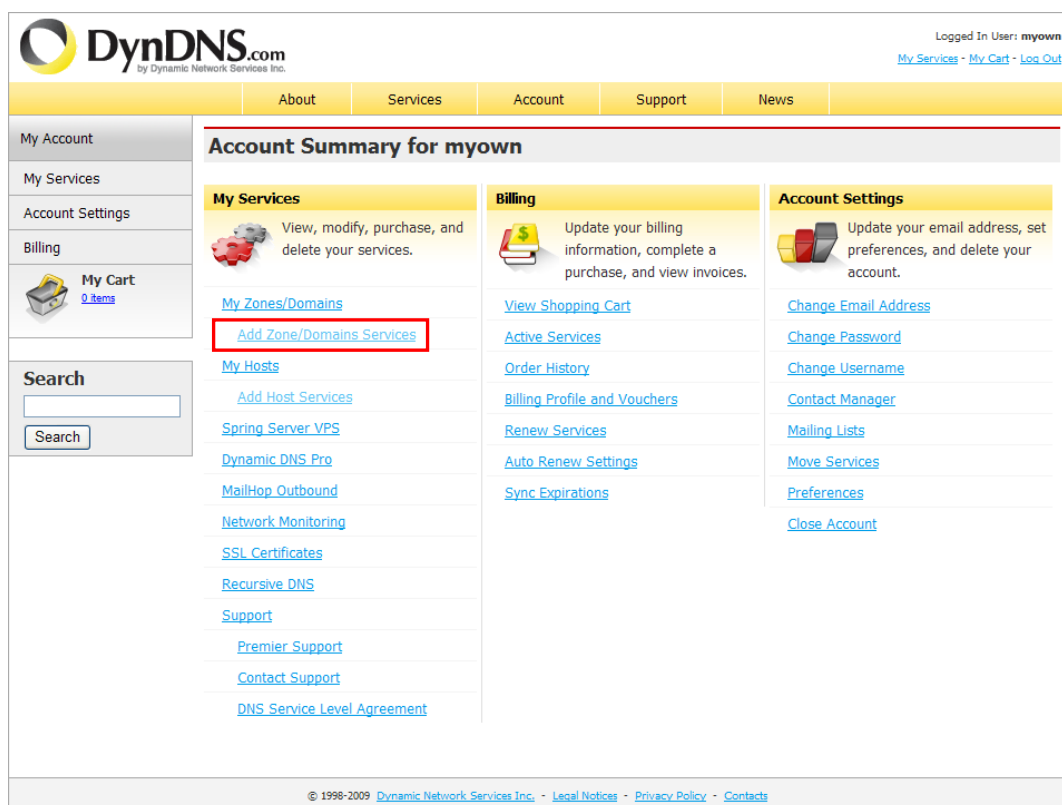 DynDNS.com
by Dynamic Network Services Inc.
Logged In User: myown
My Services - My Cart - Log Out
About Services Account Support News
My Account
My Services
Account Settings
Billing
My Cart
0 items
Search
Search
Account Summary for myown
My Services
View, modify, purchase, and
delete your services.
My Zones/Domains
Add Zone/Domains Services
My Hosts
Add Host Services
Spring Server VPS
Dynamic DNS Pro
MailHop Outbound
Network Monitoring
SSL Certificates
Recursive DNS
Support
Premier Support
Contact Support
DNS Service Level Agreement
Billing
$
Update your billing
information, complete a
purchase, and view invoices.
View Shopping Cart
Active Services
Order History
Billing Profile and Vouchers
Renew Services
Auto Renew Settings
Sync Expirations
Account Settings
Update your email address, set
preferences, and delete your
account.
Change Email Address
Change Password
Change Username
Contact Manager
Mailing Lists
Move Services
Preferences
Close Account
© 1998-2009 Dynamic Network Services Inc. - Legal Notices - Privacy Policy - Contacts